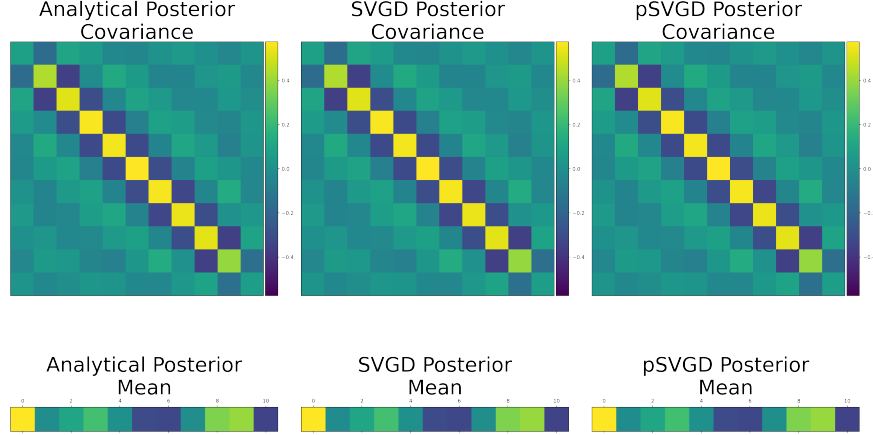 Analytical Posterior
Covariance
SVGD Posterior
Covariance
pSVGD Posterior
Covariance
0.4
0.2
0.0
−0.2
−0.4
0.4
0.2
0.0
−0.2
−0.4
0.4
0.2
0.0
−0.2
−0.4
Analytical Posterior
Mean
SVGD Posterior
Mean
pSVGD Posterior
Mean
0 2 4 6 8 10
0 2 4 6 8 10
0 2 4 6 8 10